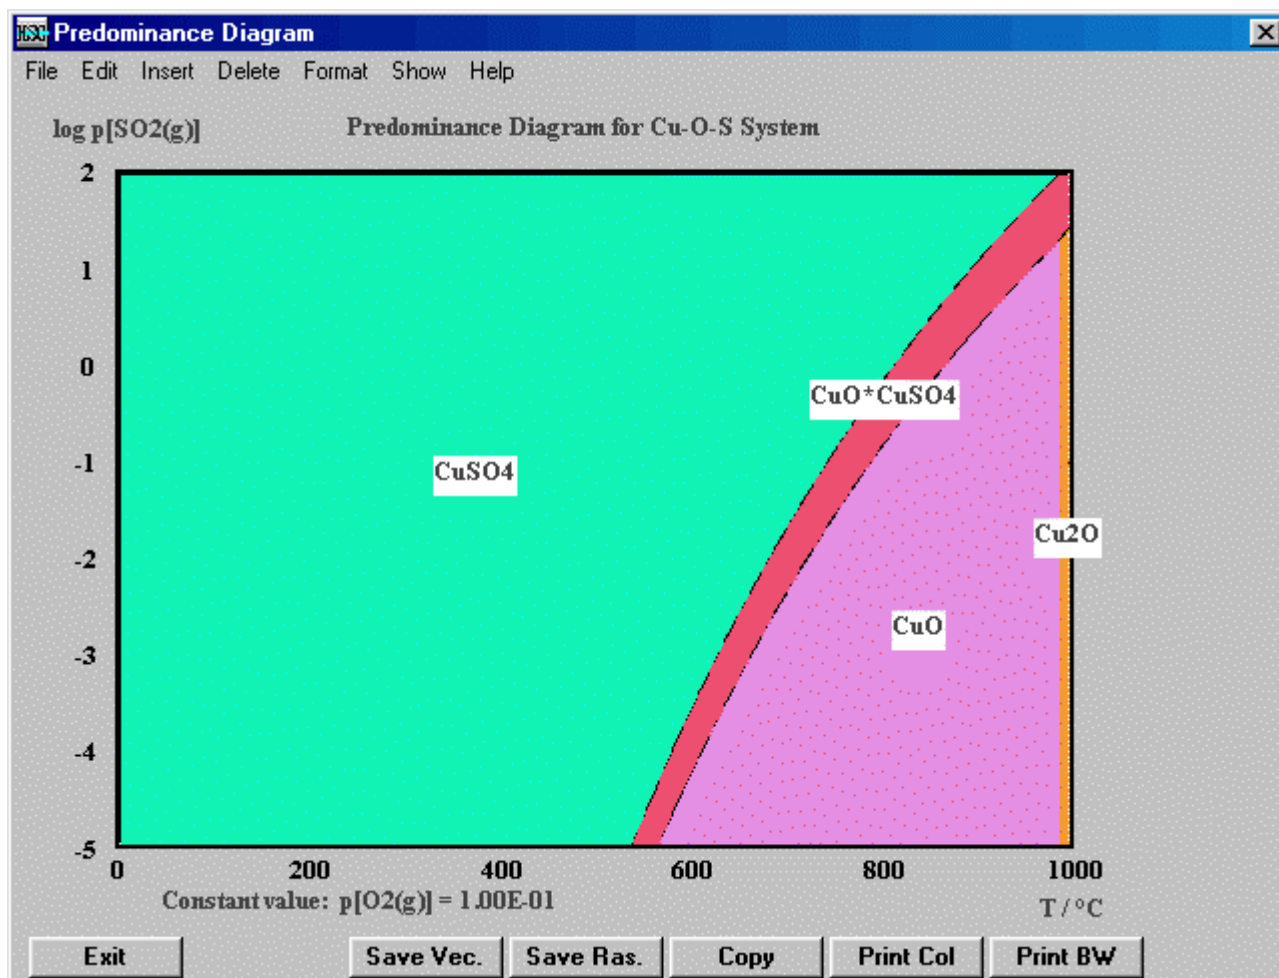 HSC Predominance Diagram
File Edit Insert Delete Format Show Help
log p[SO2(g)] Predominance Diagram for Cu-O-S System
2
1
0
CuO*CuSO4
-1
CuSO4
-2
Cu2O
-3
CuO
-4
-5
0 200 400 600 800 1000
Constant value: p[O2(g)] = 1.00E-01
T / °C
Exit Save Vec. Save Ras. Copy Print Col Print BW